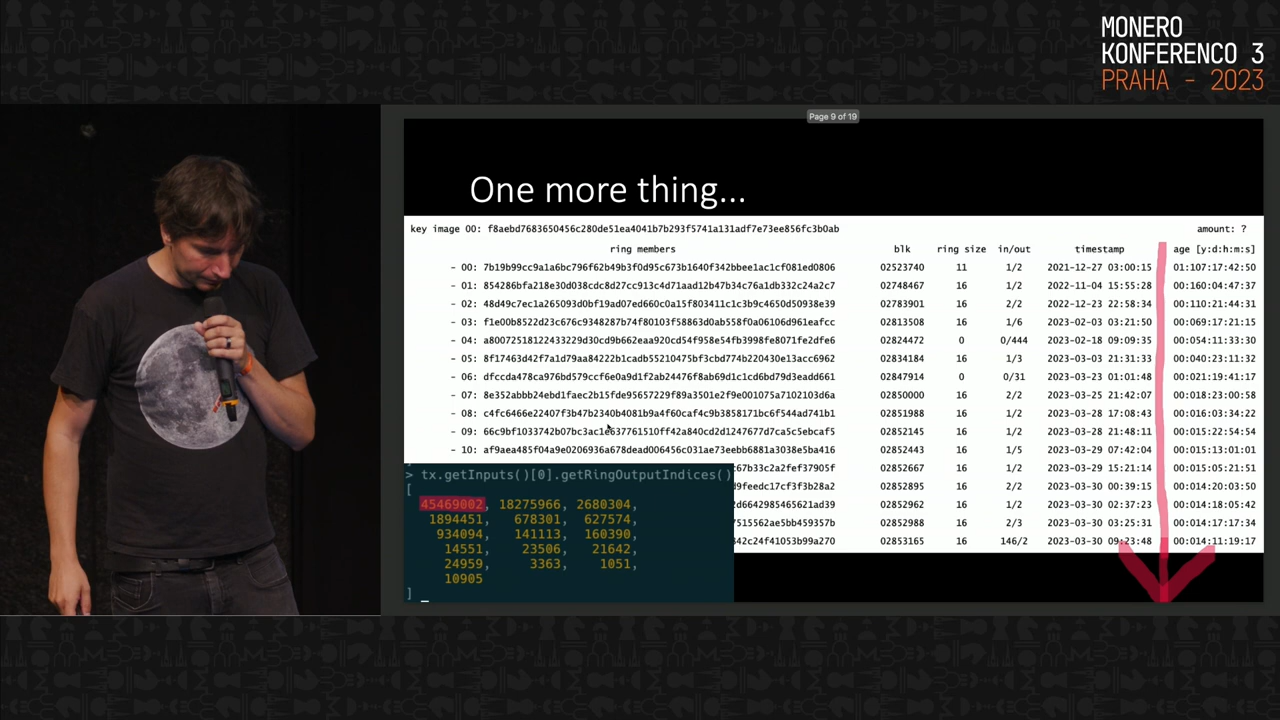 MONERO
KONFERENCO 3
PRAHA - 2023
Page 9 of 19
One more thing...
key image 00: f8aebd7683650456c280de51ea4041b7b293f5741a131adf7e73ee856fc3b0ab amount: ?
ring members blk ring size in/out timestamp age [y:d:h:m:s]
- 00: 7b19b99cc9a1a6bc796f62b49b3f0d95c673b1640f342bbee1ac1cf081ed0806 02523740 11 1/2 2021-12-27 03:00:15 01:107:17:42:50
- 01: 854286bfa218e30d038cdc8d27cc913c4d71aad12b47b34c76a1db332c24a2c7 02748467 16 1/2 2022-11-04 15:55:28 00:160:04:47:37
- 02: 48d49c7ec1a265093d0bf19ad07ed660c0a15f803411c1c3b9c4650d50938e39 02783901 16 2/2 2022-12-23 22:58:34 00:110:21:44:31
- 03: f1e00b8522d23c676c9348287b74f80103f58863d0ab558f0a06106d961eafcc 02813508 16 1/6 2023-02-03 03:21:50 00:069:17:21:15
- 04: a80072518122433229d30cb662eaa920cd54f958e54fb3998fe8071fe2dfe6 02824472 0 0/444 2023-02-18 09:09:35 00:054:11:33:30
- 05: 8f17463d42f7a1d79aa84222b1cadb55210475bf3cbd774b220430e13acc6962 02834184 16 1/3 2023-03-03 21:31:33 00:040:23:11:32
- 06: dfccda478ca976bd579ccf6e0a9d1f2ab24476f8ab69d1c1cd6bd79d3eadd661 02847914 0 0/31 2023-03-23 01:01:48 00:021:19:41:17
- 07: 8e352abbb24ebd1faec2b15fde95657229f89a3501e2f9e001075a7102103d6a 02850000 16 2/2 2023-03-25 21:42:07 00:018:23:00:58
- 08: c4fc6466e22407f3b47b2340b4081b9a4f60caf4c9b3858171bc6f544ad741b1 02851988 16 1/2 2023-03-28 17:08:43 00:016:03:34:22
- 09: 66c9bf1033742b07bc3ac1e637761510ff42a840cd2d1247677d7ca5c5ebcaf5 02852145 16 1/2 2023-03-28 21:48:11 00:015:22:54:54
- 10: af9aea485f04a9e0206936a678dead006456c031ae73eebb6881a3038e5ba416 02852443 16 1/5 2023-03-29 07:42:04 00:015:13:01:01
:67b33c2a2fef37905f 02852667 16 1/2 2023-03-29 15:21:14 00:015:05:21:51
d9feedc17cf3f3b28a2 02852895 16 2/2 2023-03-30 00:39:15 00:014:20:03:50
2d6642985465621ad39 02852962 16 1/2 2023-03-30 02:37:23 00:014:18:05:42
7515562ae5bb459357b 02852988 16 2/3 2023-03-30 03:25:31 00:014:17:17:34
342c24f41053b99a270 02853165 16 146/2 2023-03-30 09:23:48 00:014:11:19:17
> tx.getInputs()[0].getRingOutputIndices()
[
45469002, 18275966, 2680304,
1894451, 678301, 627574,
934094, 141113, 160390,
14551, 23506, 21642,
24959, 3363, 1051,
10905
]